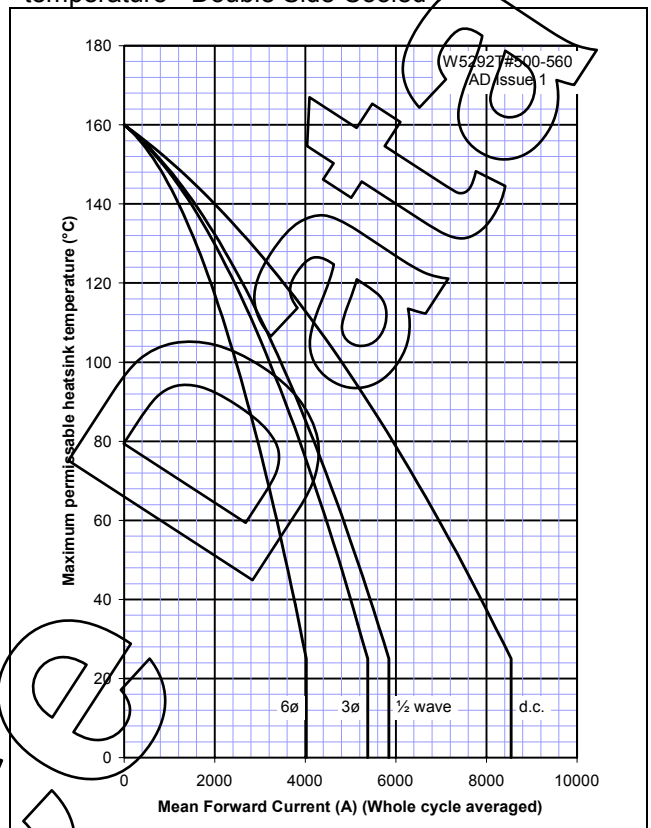 temperature - Double Side Cooled
W5292T#500-560
AD Issue 1
180
160
140
120
100
80
60
40
20
0
Maximum permissable heatsink temperature (°C)
6ø
3ø
½ wave
d.c.
0
2000
4000
6000
8000
10000
Mean Forward Current (A) (Whole cycle averaged)
Data